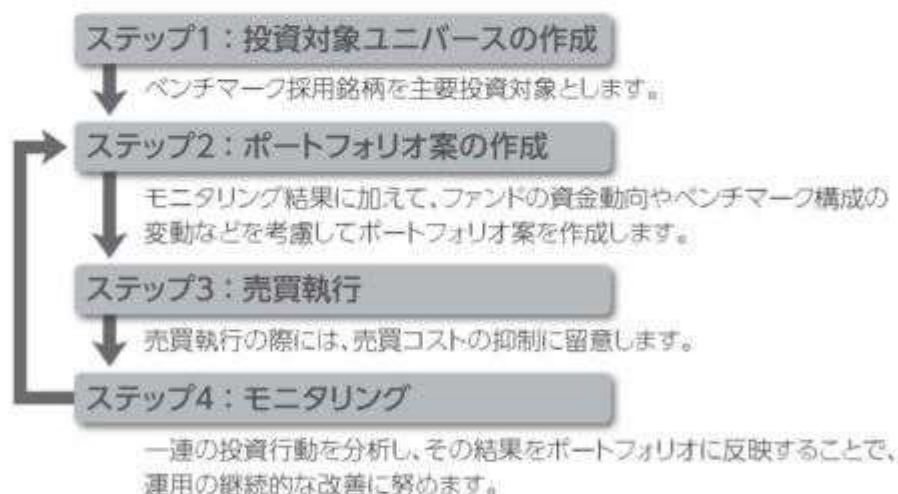 ステップ1：投資対象ユニバースの作成
ベンチマーク採用銘柄を主要投資対象とします。
ステップ2：ポートフォリオ案の作成
モニタリング結果に加えて、ファンドの資金動向やベンチマーク構成の
変動などを考慮してポートフォリオ案を作成します。
ステップ3：売買執行
売買執行の際には、売買コストの抑制に留意します。
ステップ4：モニタリング
一連の投資行動を分析し、その結果をポートフォリオに反映することで、
運用の継続的な改善に努めます。